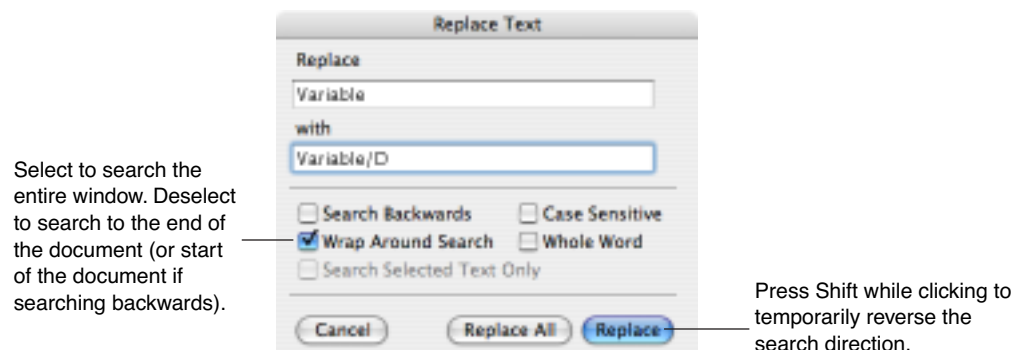 Replace Text
Replace
Variable
with
Variable/D
Select to search the
entire window. Deselect
to search to the end of
the document (or start
of the document if
searching backwards).
Search Backwards
Case Sensitive
Wrap Around Search
Whole Word
Search Selected Text Only
Cancel
Replace All
Replace
Press Shift while clicking to
temporarily reverse the
search direction.